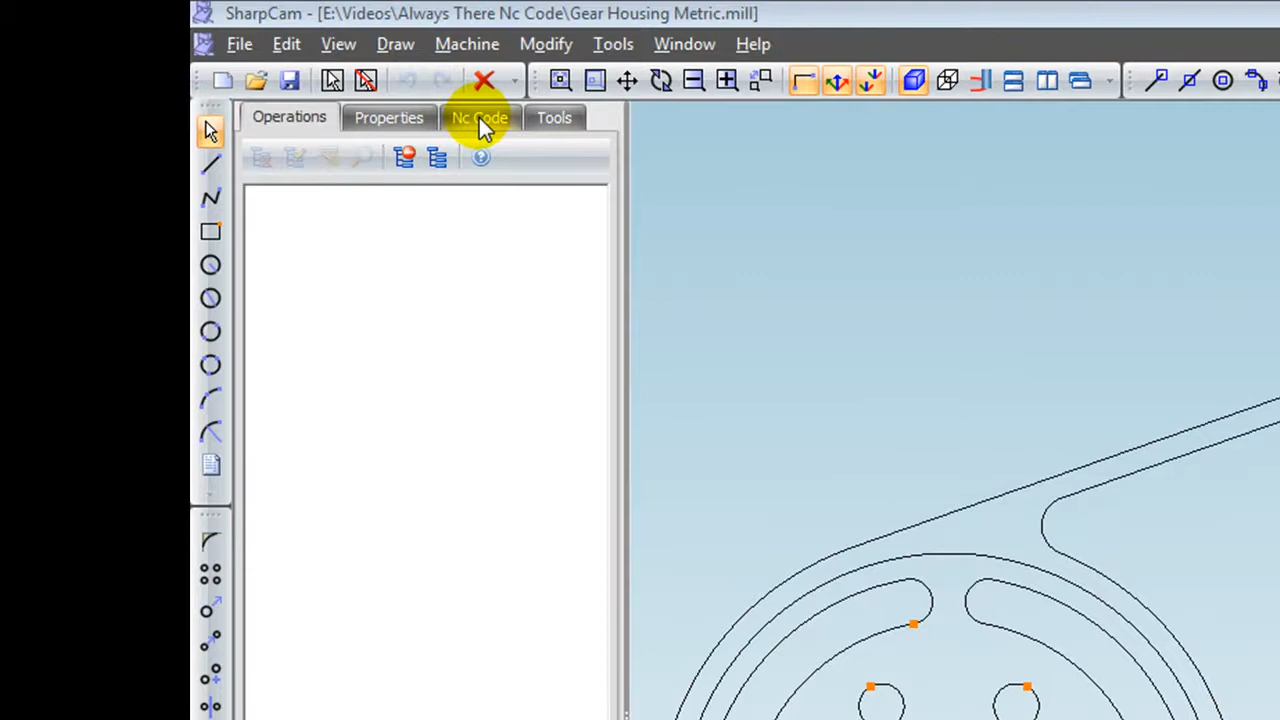 SharpCam - [E:\Videos\Always There Nc Code\Gear Housing Metric.mill]
File Edit View Draw Machine Modify Tools Window Help
Operations Properties Nc Code Tools